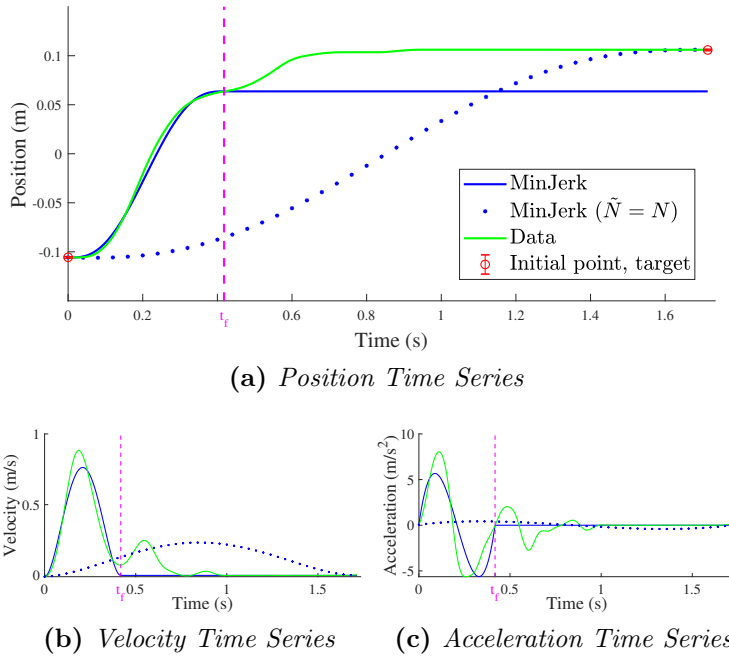 0.1
0.05
0
-0.05
-0.1
Position (m)
MinJerk
MinJerk (Ñ = N)
Data
Initial point, target
0 0.2 t_f 0.6 0.8 1 1.2 1.4 1.6
Time (s)
(a) Position Time Series
1
0.5
0
Velocity (m/s)
0 t_f 0.5 1 1.5
Time (s)
10
5
0
-5
Acceleration (m/s²)
0 t_f 0.5 1 1.5
Time (s)
(b) Velocity Time Series
(c) Acceleration Time Series